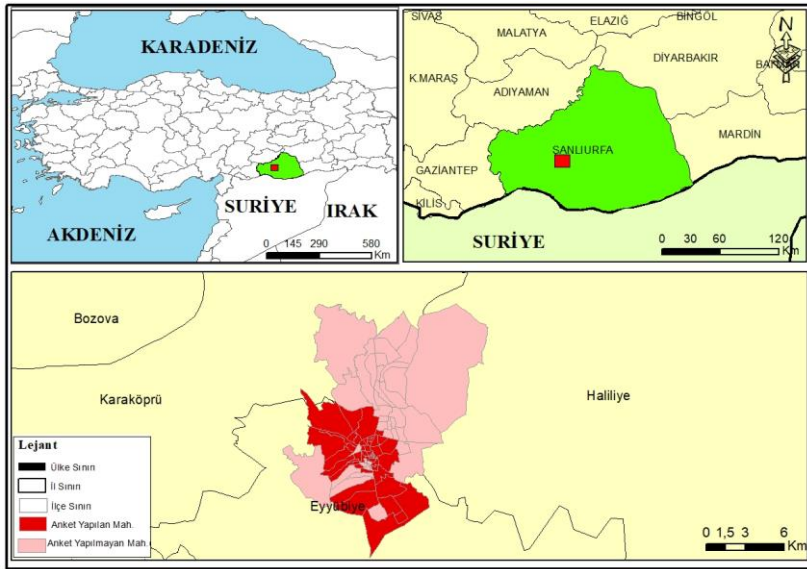 KARADENİZ
SURİYE
IRAK
AKDENİZ
0 145 290 580
Km
SİVAŞ
ELAZIĞ
BİNGÖL
MALATYA
N
DİYARBAKIR
BATMAN
K.MARAŞ
ADIYAMAN
ŞANLIURFA
MARDİN
GAZİANTEP
KİLİS
SURİYE
0 30 60 120
Km
Bozova
Karaköprü
Haliliye
Eyyübiye
Lejant
Ülke Sınırı
İl Sınırı
İlçe Sınırı
Anket Yapılan Mah.
Anket Yapılmayan Mah.
0 1,5 3 6
Km